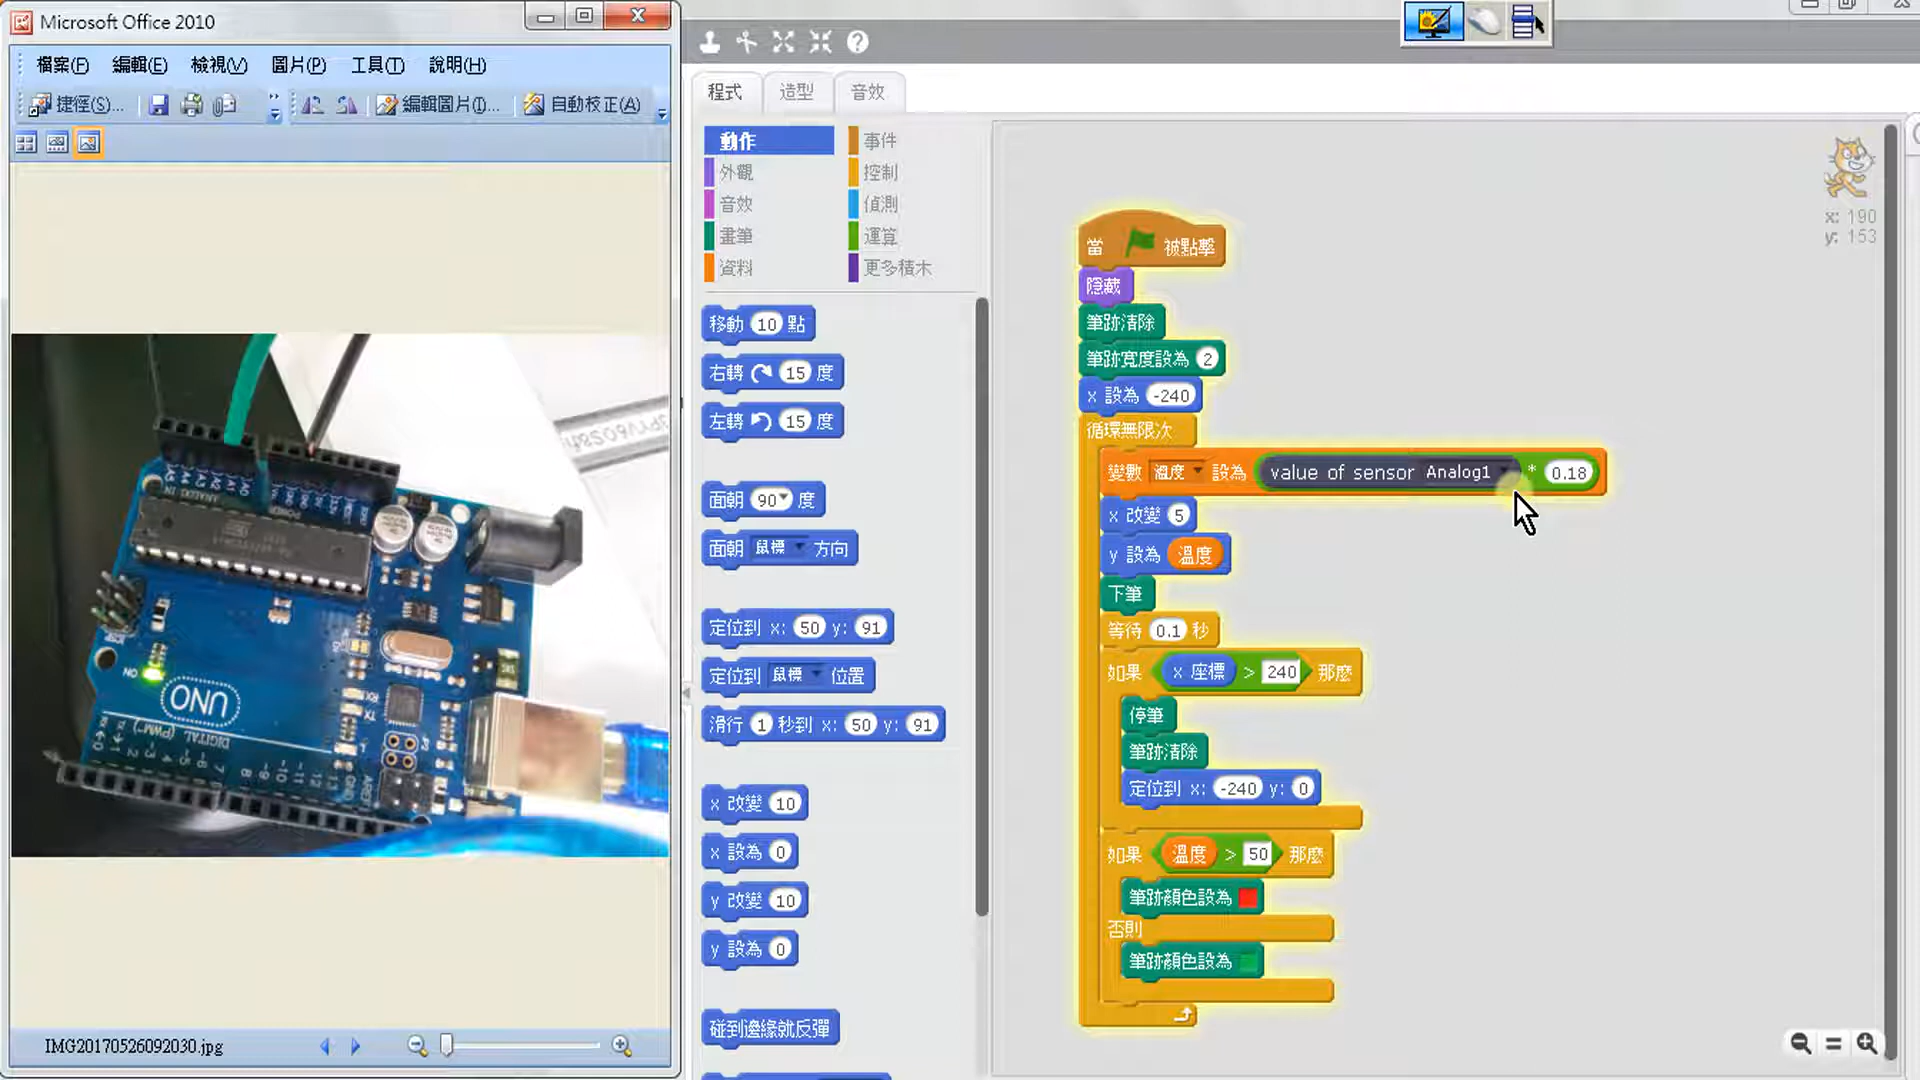 Microsoft Office 2010
檔案(F) 編輯(E) 檢視(V) 圖片(P) 工具(T) 說明(H)
捷徑(S)... 編輯圖片(I)... 自動校正(A)
UNO
ON
DIGITAL (PWM~)
RX
TX
IMG20170526092030.jpg
程式 造型 音效
動作 事件
外觀 控制
音效 偵測
畫筆 運算
資料 更多積木
移動 10 點
右轉 15 度
左轉 15 度
面朝 90 度
面朝 鼠標 方向
定位到 x: 50 y: 91
定位到 鼠標 位置
滑行 1 秒到 x: 50 y: 91
x 改變 10
x 設為 0
y 改變 10
y 設為 0
碰到邊緣就反彈
x: 190
y: 153
當 被點擊
隱藏
筆跡清除
筆跡寬度設為 2
x 設為 -240
循環無限次
變數 溫度 設為 value of sensor Analog1 * 0.18
x 改變 5
y 設為 溫度
下筆
等待 0.1 秒
如果 x 座標 > 240 那麼
停筆
筆跡清除
定位到 x: -240 y: 0
如果 溫度 > 50 那麼
筆跡顏色設為
否則
筆跡顏色設為